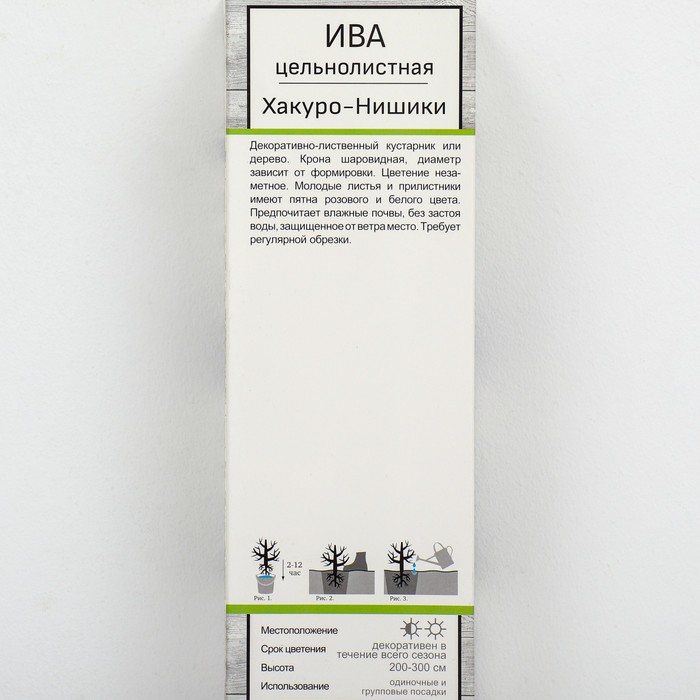 ИВА
цельнолистная
Хакуро-Нишики
Декоративно-лиственный кустарник или
дерево. Крона шаровидная, диаметр
зависит от формировки. Цветение неза-
метное. Молодые листья и прилистники
имеют пятна розового и белого цвета.
Предпочитает влажные почвы, без застоя
воды, защищенное от ветра место. Требует
регулярной обрезки.
2-12
час
Рис. 1.
Рис. 2.
Рис. 3.
Местоположение
Срок цветения декоративен в
течение всего сезона
Высота 200-300 см
Использование одиночные и
групповые посадки